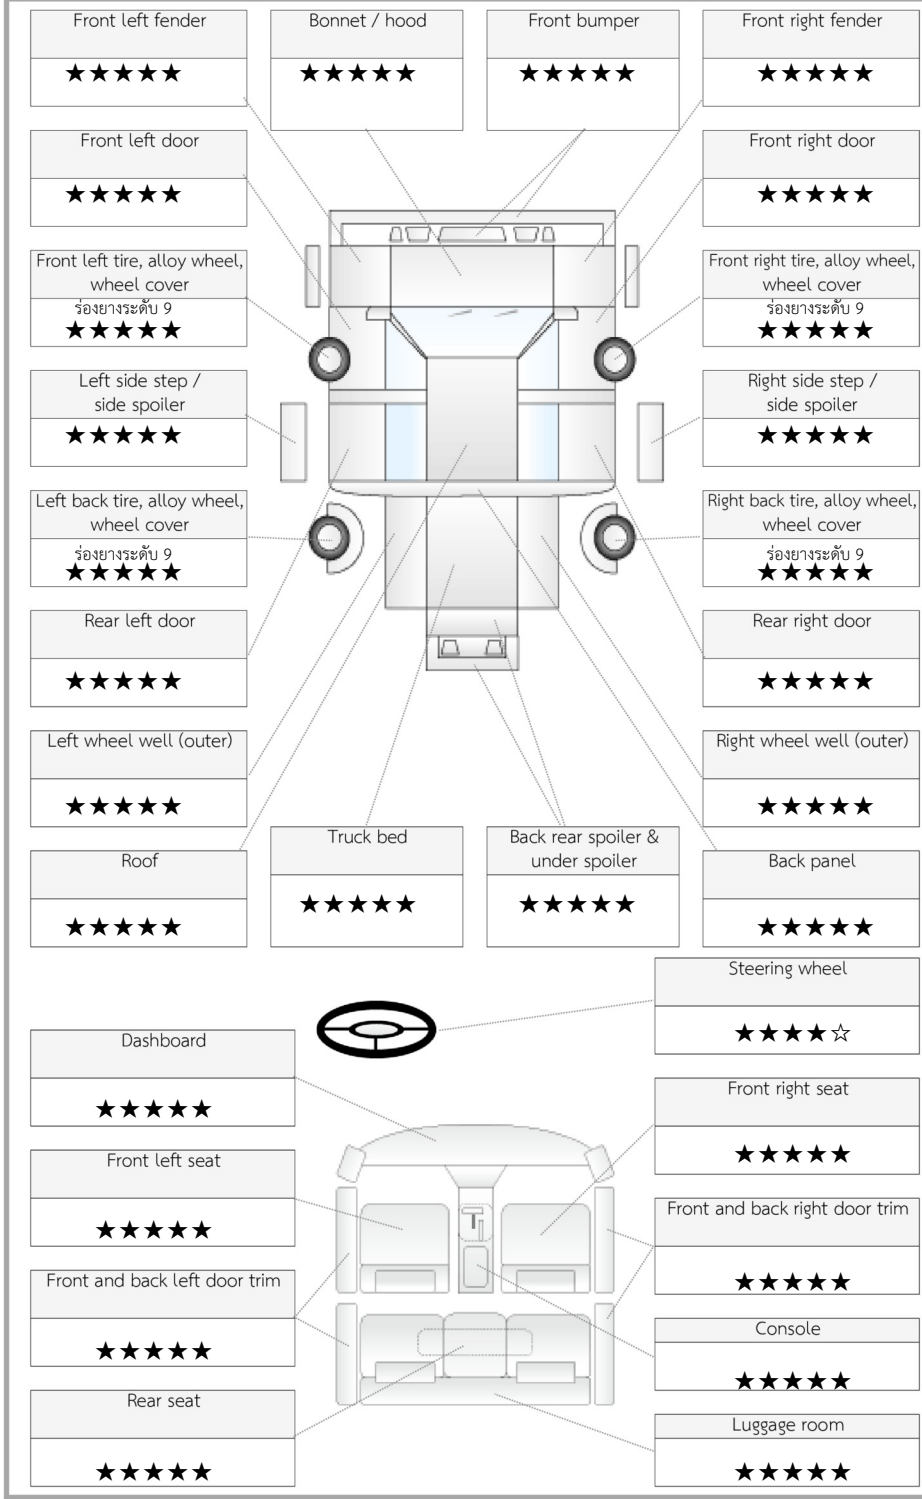 Front left fender
★★★★★
Bonnet / hood
★★★★★
Front bumper
★★★★★
Front right fender
★★★★★
Front left door
★★★★★
Front right door
★★★★★
Front left tire, alloy wheel,
wheel cover
ร่องยางระดับ 9
★★★★★
Front right tire, alloy wheel,
wheel cover
ร่องยางระดับ 9
★★★★★
Left side step /
side spoiler
★★★★★
Right side step /
side spoiler
★★★★★
Left back tire, alloy wheel,
wheel cover
ร่องยางระดับ 9
★★★★★
Right back tire, alloy wheel,
wheel cover
ร่องยางระดับ 9
★★★★★
Rear left door
★★★★★
Rear right door
★★★★★
Left wheel well (outer)
★★★★★
Right wheel well (outer)
★★★★★
Roof
★★★★★
Truck bed
★★★★★
Back rear spoiler &
under spoiler
★★★★★
Back panel
★★★★★
Steering wheel
★★★★☆
Dashboard
★★★★★
Front right seat
★★★★★
Front left seat
★★★★★
Front and back right door trim
★★★★★
Front and back left door trim
★★★★★
Console
★★★★★
Rear seat
★★★★★
Luggage room
★★★★★